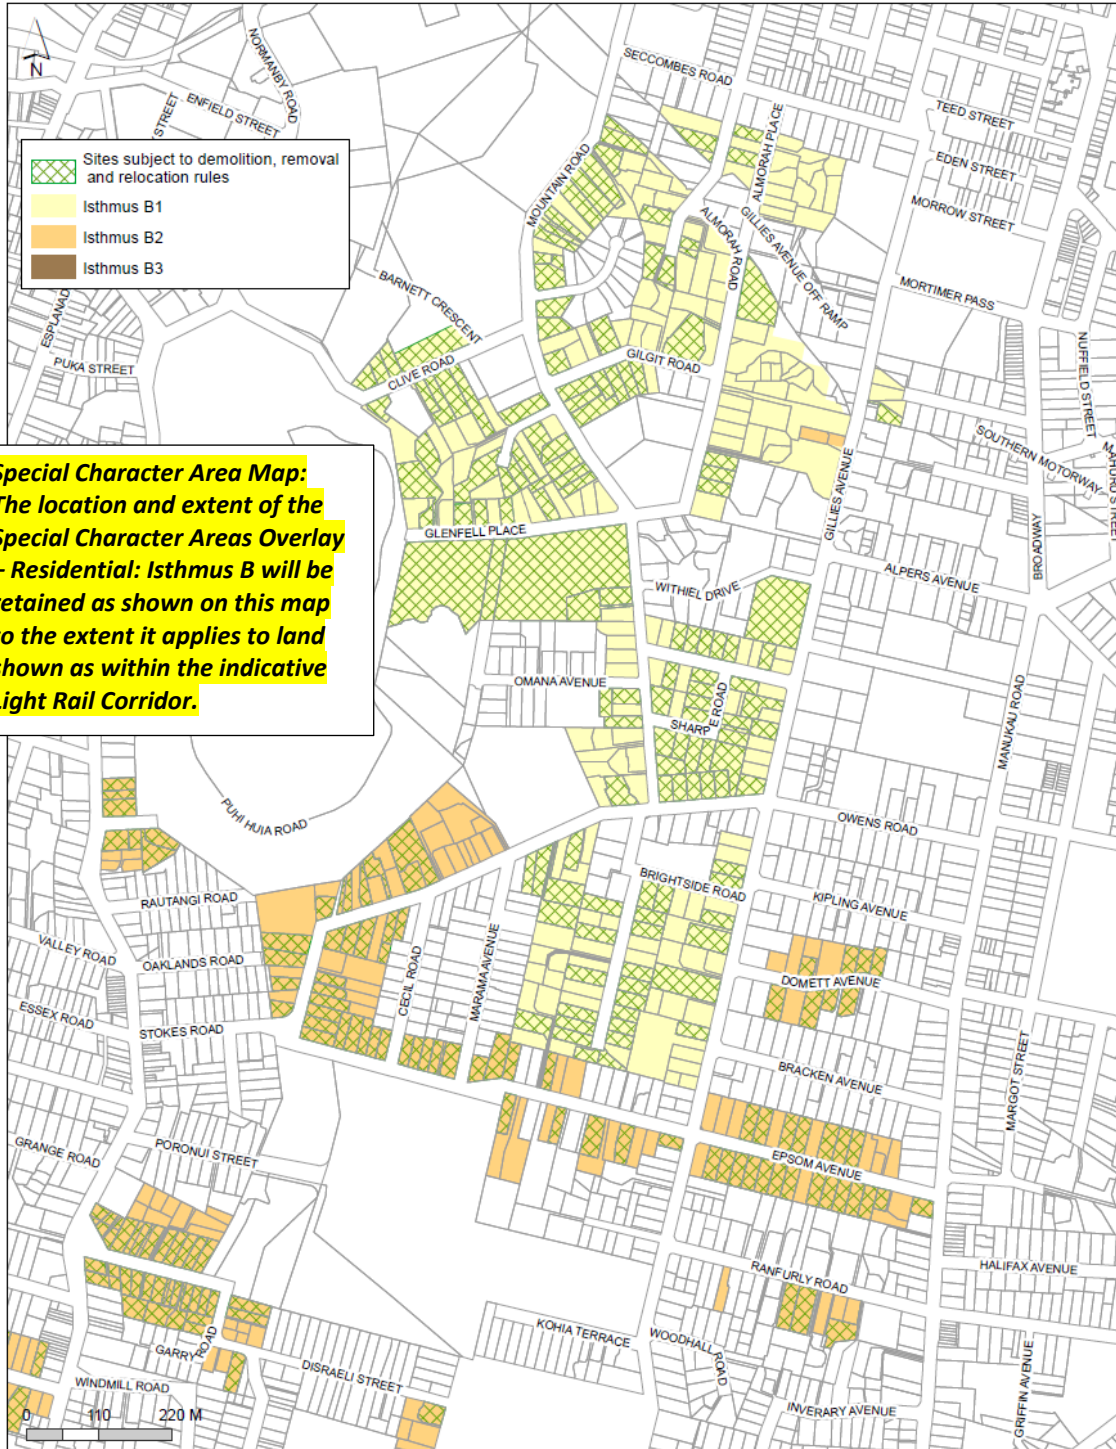 SECCOMBES ROAD
NORMANBY ROAD
ENFIELD STREET
STREET
TEED STREET
EDEN STREET
MORROW STREET
MORTIMER PASS
ALMORAH PLACE
MOUNTAIN ROAD
ALMORAH ROAD
GILLIES AVENUE OFF RAMP
N
Sites subject to demolition, removal
and relocation rules
Isthmus B1
Isthmus B2
Isthmus B3
ESPLANAD
PUKA STREET
BARNETT CRESCENT
CLIVE ROAD
GILGIT ROAD
NUFFIELD STREET
SOUTHERN MOTORWAY
GILLIES AVENUE
BROADWAY
Special Character Area Map:
The location and extent of the
Special Character Areas Overlay
- Residential: Isthmus B will be
retained as shown on this map
to the extent it applies to land
shown as within the indicative
Light Rail Corridor.
GLENFELL PLACE
WITHIEL DRIVE
ALPERS AVENUE
OMANA AVENUE
SHARPE ROAD
MANUKAU ROAD
PUHI HUIA ROAD
OWENS ROAD
RAUTANGI ROAD
BRIGHTSIDE ROAD
KIPLING AVENUE
VALLEY ROAD
OAKLANDS ROAD
CECIL ROAD
MARAMA AVENUE
DOMETT AVENUE
ESSEX ROAD
STOKES ROAD
BRACKEN AVENUE
MARGOT STREET
GRANGE ROAD
PORONUI STREET
EPSOM AVENUE
RANFURLY ROAD
HALIFAX AVENUE
KOHIA TERRACE
WOODHALL ROAD
GARRY ROAD
DISRAELI STREET
WINDMILL ROAD
INVERARY AVENUE
GRIFFIN AVENUE
0 110 220 M